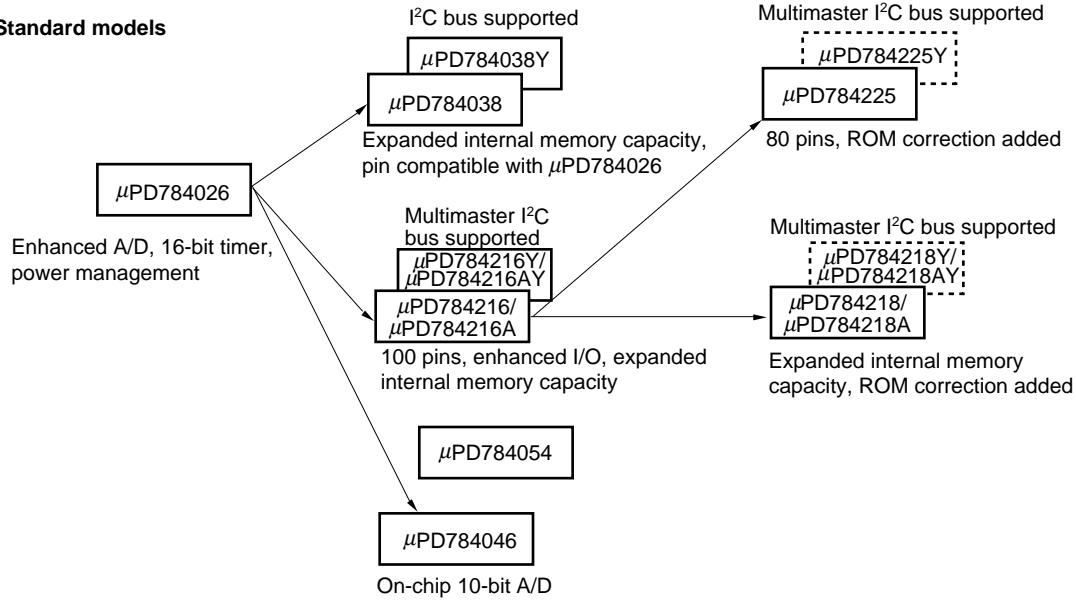 Standard models
I²C bus supported
µPD784038Y
µPD784038
Expanded internal memory capacity,
pin compatible with µPD784026
Multimaster I²C bus supported
µPD784225Y
µPD784225
80 pins, ROM correction added
µPD784026
Enhanced A/D, 16-bit timer,
power management
Multimaster I²C
bus supported
µPD784216Y/
µPD784216AY
µPD784216/
µPD784216A
100 pins, enhanced I/O, expanded
internal memory capacity
Multimaster I²C bus supported
µPD784218Y/
µPD784218AY
µPD784218/
µPD784218A
Expanded internal memory
capacity, ROM correction added
µPD784054
µPD784046
On-chip 10-bit A/D